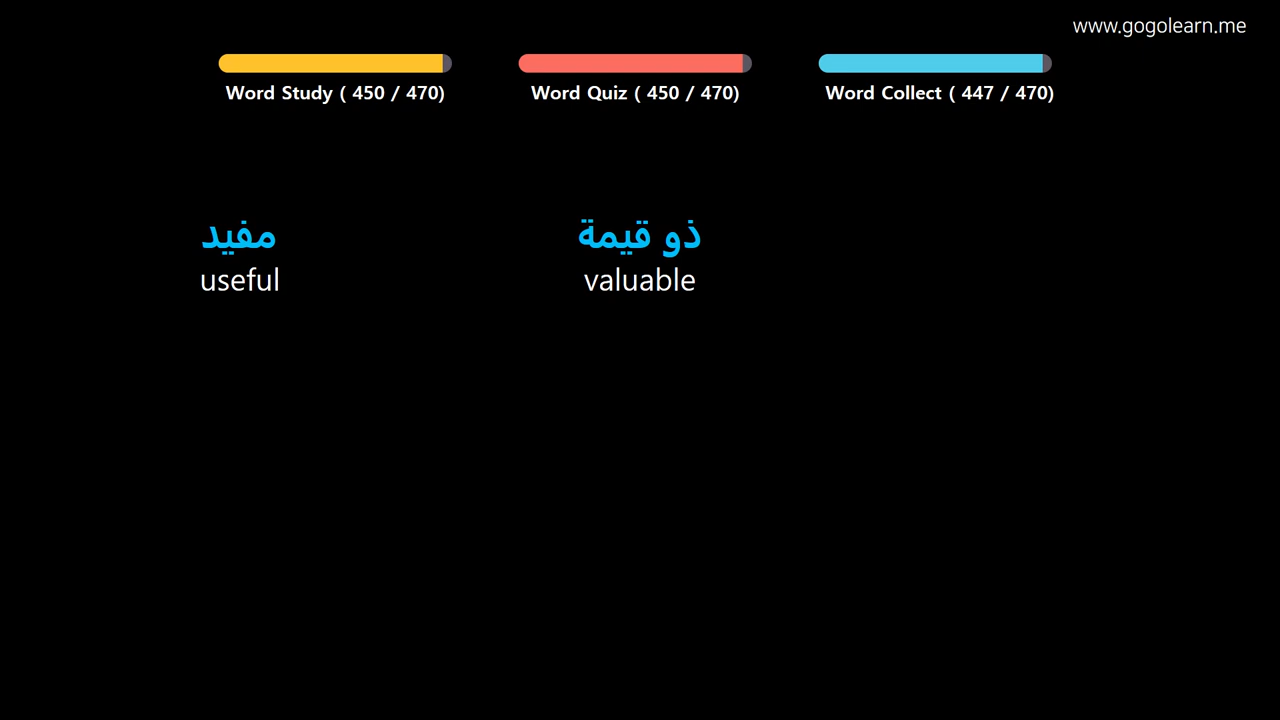 www.gogolearn.me
Word Study ( 450 / 470)
Word Quiz ( 450 / 470)
Word Collect ( 447 / 470)
مفيد
useful
ذو قيمة
valuable